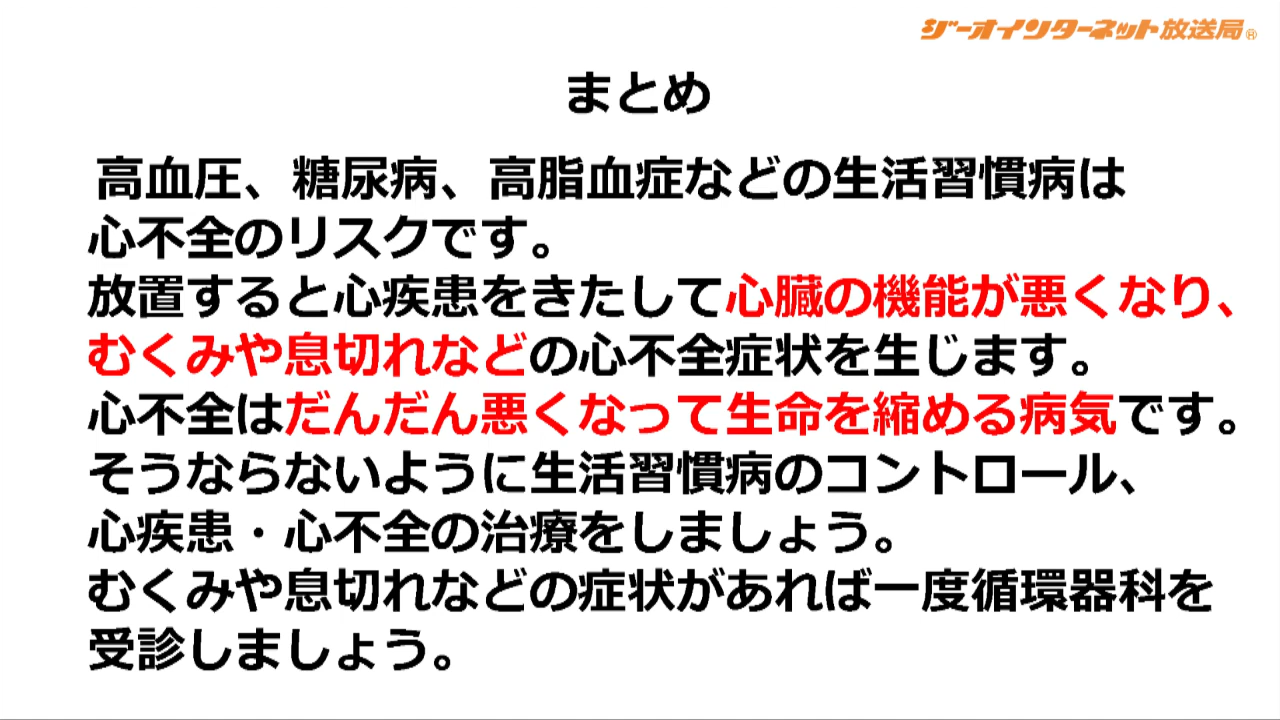 ジーオインターネット放送局®
まとめ
高血圧、糖尿病、高脂血症などの生活習慣病は
心不全のリスクです。
放置すると心疾患をきたして心臓の機能が悪くなり、
むくみや息切れなどの心不全症状を生じます。
心不全はだんだん悪くなって生命を縮める病気です。
そうならないように生活習慣病のコントロール、
心疾患・心不全の治療をしましょう。
むくみや息切れなどの症状があれば一度循環器科を
受診しましょう。